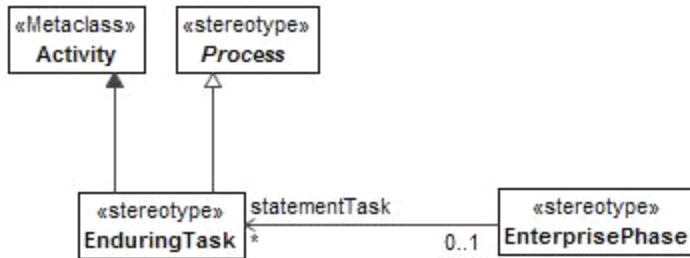 «Metaclass»
Activity
«stereotype»
Process
«stereotype»
EnduringTask
statementTask
*
0..1
«stereotype»
EnterprisePhase